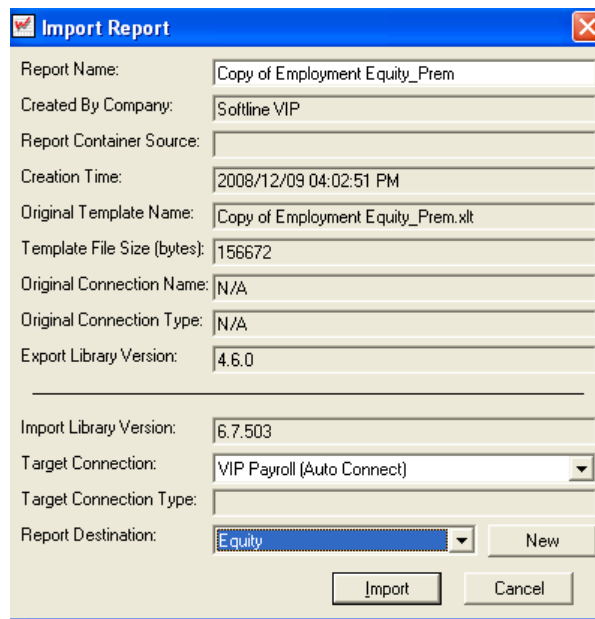 Import Report
Report Name: Copy of Employment Equity_Prem
Created By Company: Softline VIP
Report Container Source:
Creation Time: 2008/12/09 04:02:51 PM
Original Template Name: Copy of Employment Equity_Prem.xlt
Template File Size (bytes): 156672
Original Connection Name: N/A
Original Connection Type: N/A
Export Library Version: 4.6.0
Import Library Version: 6.7.503
Target Connection: VIP Payroll (Auto Connect)
Target Connection Type:
Report Destination: Equity New
Import Cancel